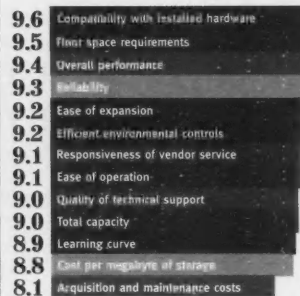 9.6 Compatibility with installed hardware
9.5 Floor space requirements
9.4 Overall performance
9.3 Reliability
9.2 Ease of expansion
9.2 Efficient environmental controls
9.1 Responsiveness of vendor service
9.1 Ease of operation
9.0 Quality of technical support
9.0 Total capacity
8.9 Learning curve
8.8 Cost per megabyte of storage
8.1 Acquisition and maintenance costs